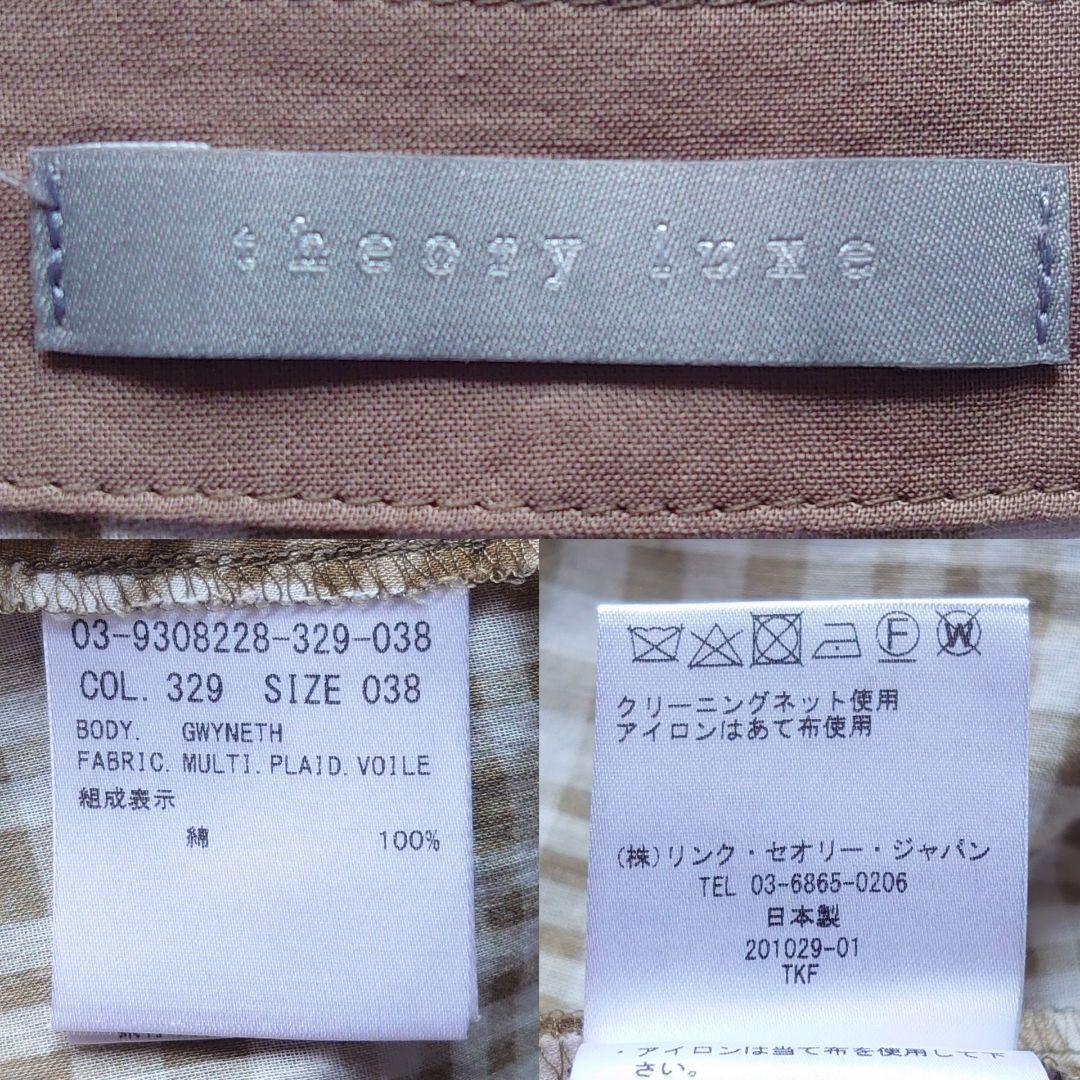 theory luxe
03-9308228-329-038
COL. 329 SIZE 038
BODY. GWYNETH
FABRIC. MULTI. PLAID. VOILE
組成表示
綿 100%
F W
クリーニングネット使用
アイロンはあて布使用
(株)リンク・セオリー・ジャパン
TEL 03-6865-0206
日本製
201029-01
TKF
・アイロンは当て布を使用して下
さい。